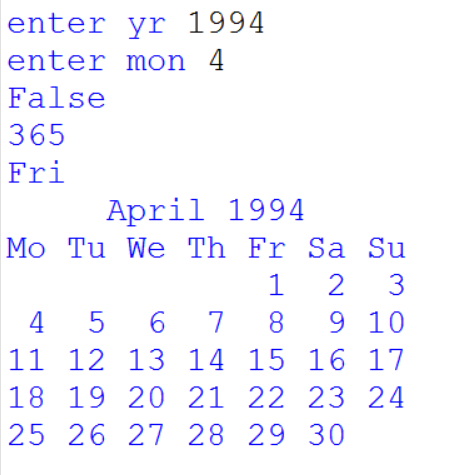 enter yr 1994
enter mon 4
False
365
Fri
     April 1994
Mo Tu We Th Fr Sa Su
             1  2  3
 4  5  6  7  8  9 10
11 12 13 14 15 16 17
18 19 20 21 22 23 24
25 26 27 28 29 30